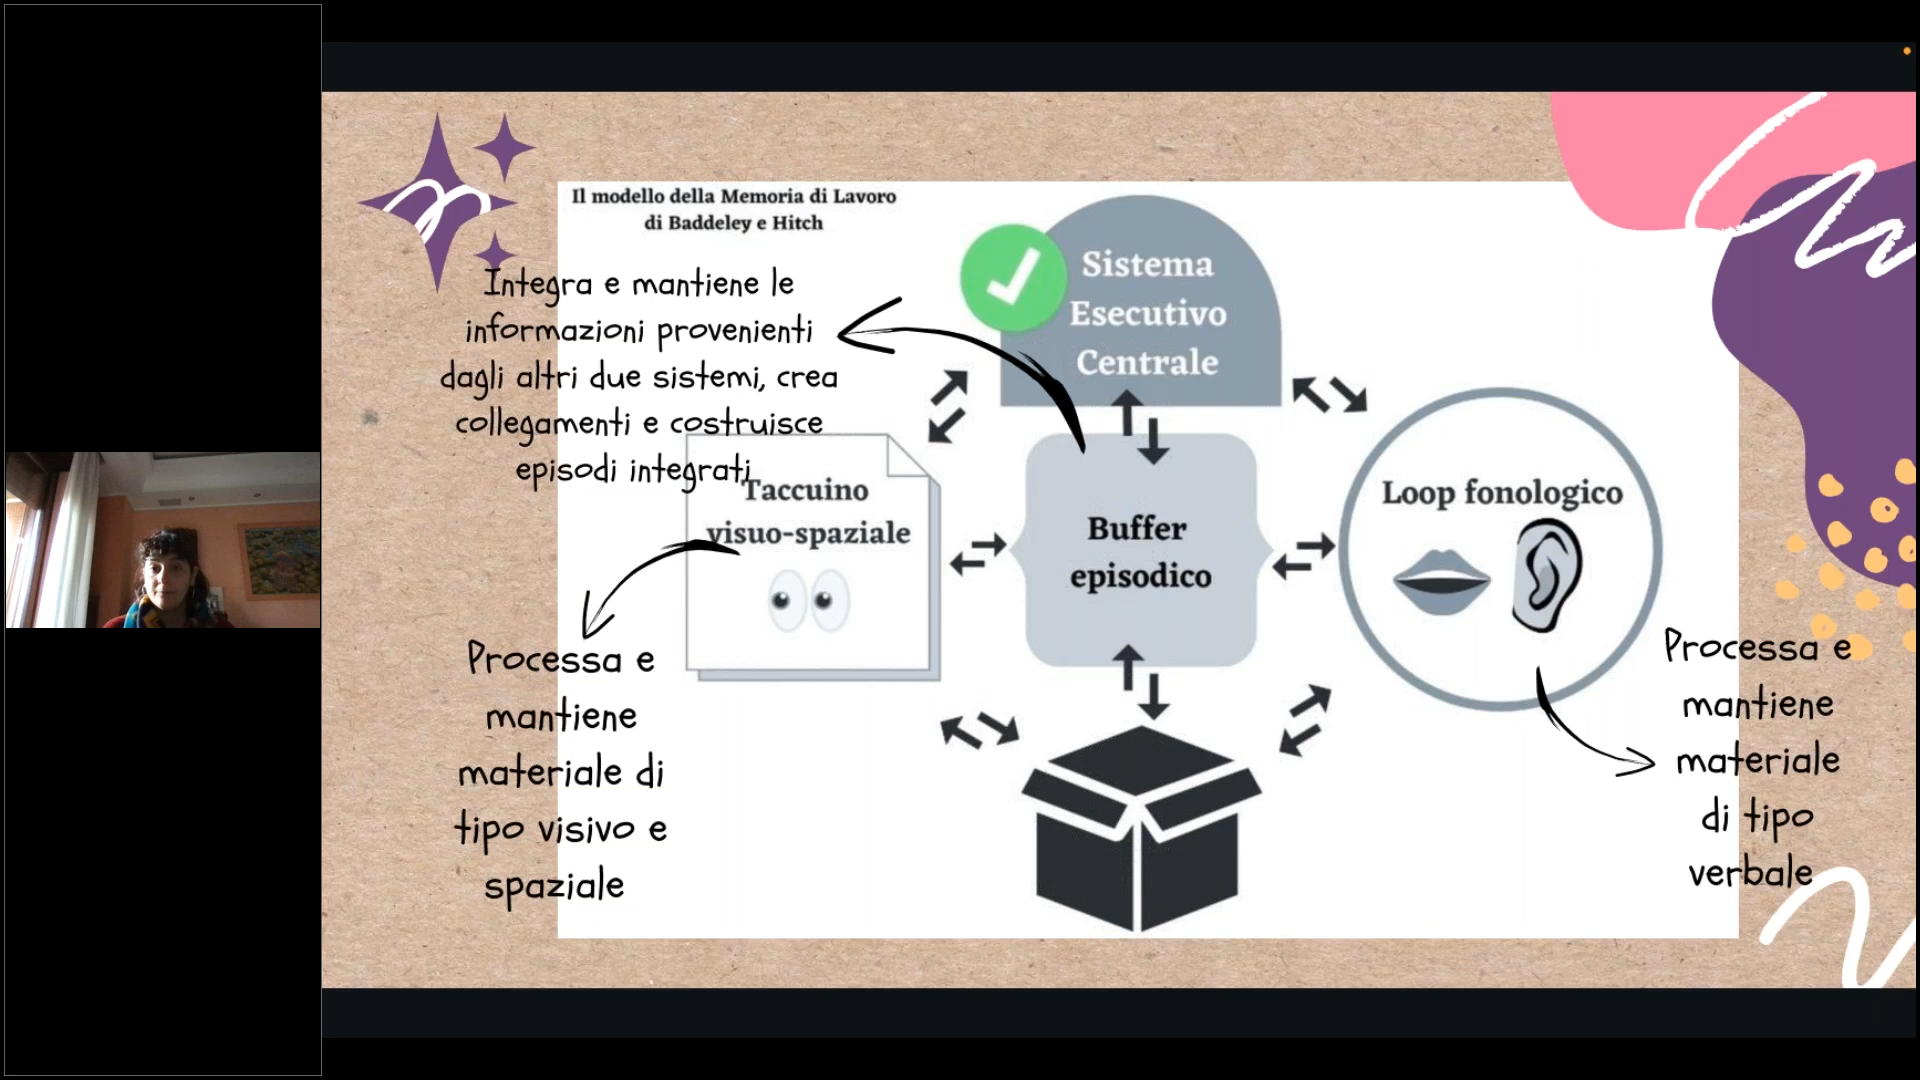 Il modello della Memoria di Lavoro
di Baddeley e Hitch
Integra e mantiene le
informazioni provenienti
dagli altri due sistemi, crea
collegamenti e costruisce
episodi integrati
Sistema
Esecutivo
Centrale
Taccuino
visuo-spaziale
Buffer
episodico
Loop fonologico
Processa e
mantiene
materiale di
tipo visivo e
spaziale
Processa e
mantiene
materiale
di tipo
verbale